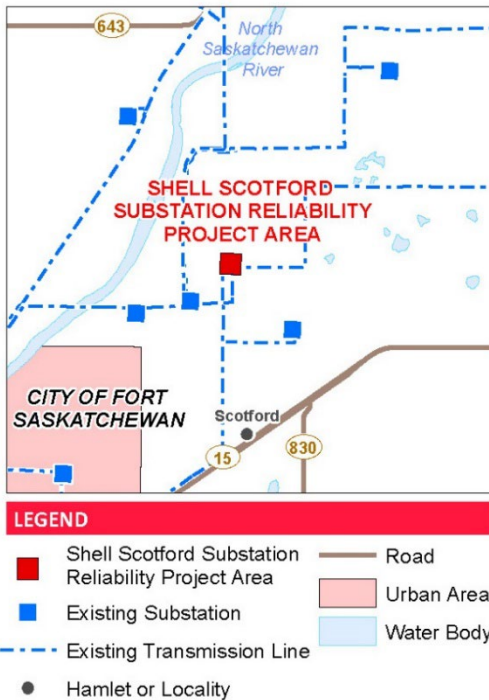 643
North
Saskatchewan
River
SHELL SCOTFORD
SUBSTATION RELIABILITY
PROJECT AREA
CITY OF FORT
SASKATCHEWAN
Scotford
15
830
LEGEND
Shell Scotford Substation
Reliability Project Area
Existing Substation
Existing Transmission Line
Hamlet or Locality
Road
Urban Area
Water Body